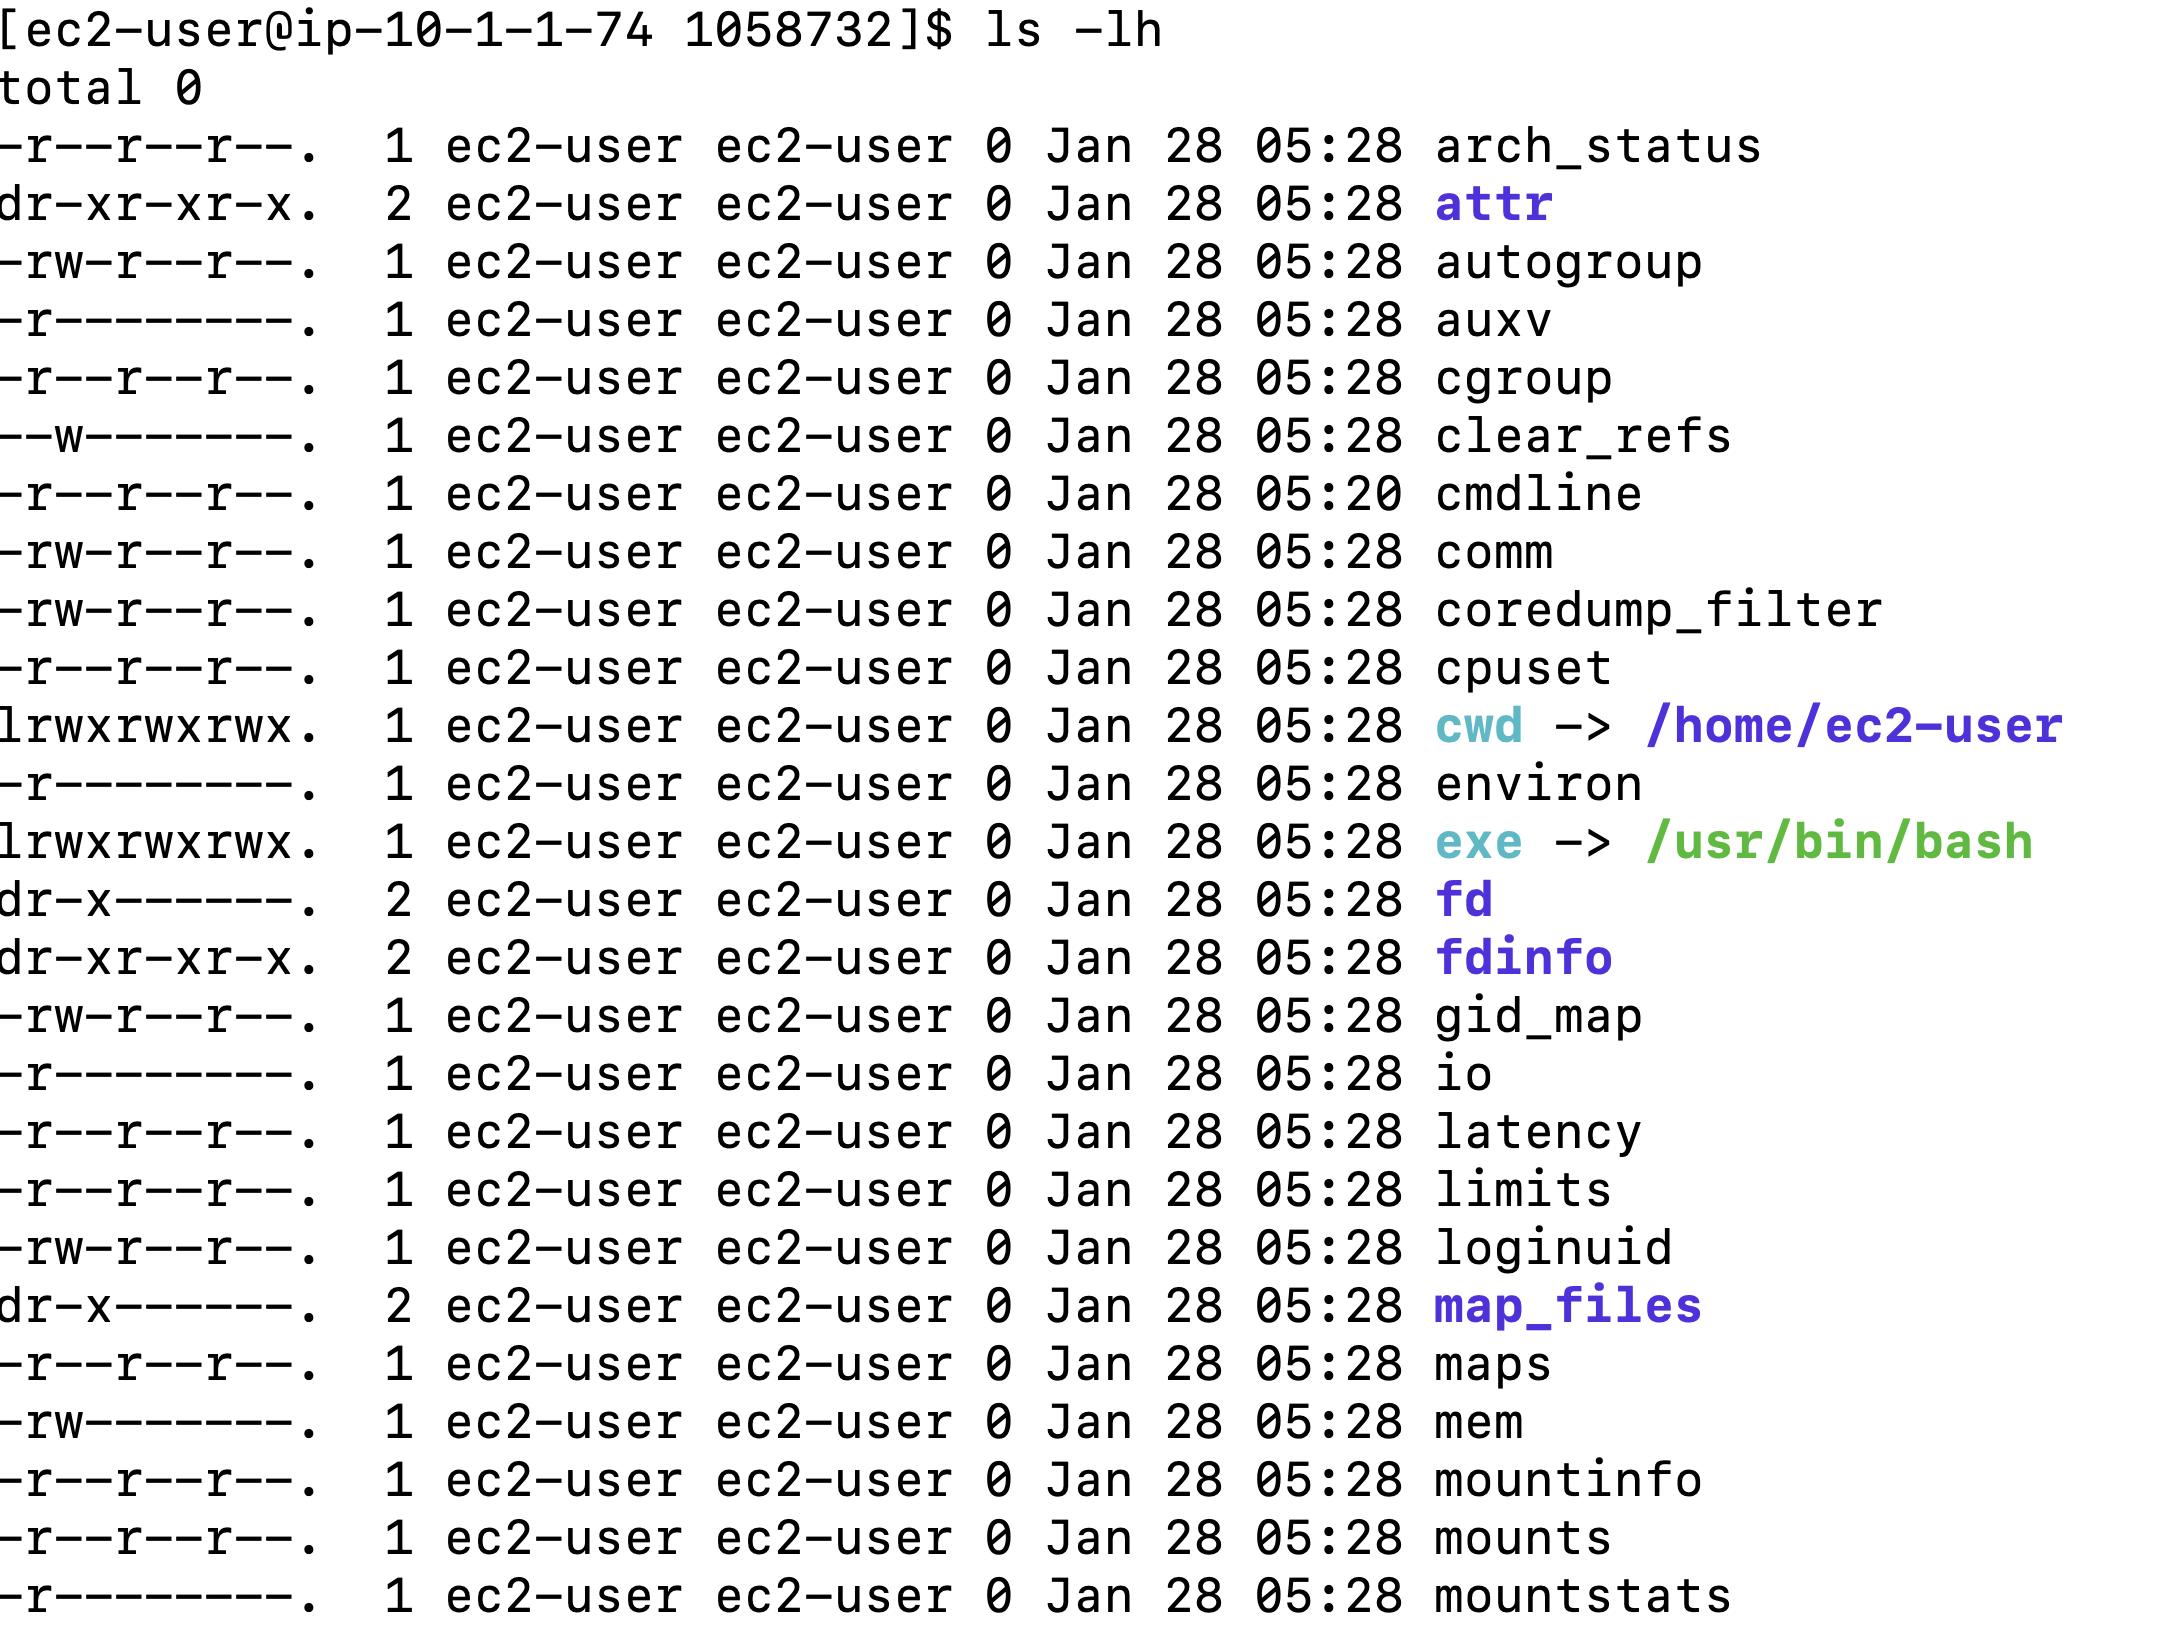 [ec2-user@ip-10-1-1-74 1058732]$ ls -lh
total 0
-r--r--r--.  1 ec2-user ec2-user 0 Jan 28 05:28 arch_status
dr-xr-xr-x.  2 ec2-user ec2-user 0 Jan 28 05:28 attr
-rw-r--r--.  1 ec2-user ec2-user 0 Jan 28 05:28 autogroup
-r--------.  1 ec2-user ec2-user 0 Jan 28 05:28 auxv
-r--r--r--.  1 ec2-user ec2-user 0 Jan 28 05:28 cgroup
--w-------.  1 ec2-user ec2-user 0 Jan 28 05:28 clear_refs
-r--r--r--.  1 ec2-user ec2-user 0 Jan 28 05:20 cmdline
-rw-r--r--.  1 ec2-user ec2-user 0 Jan 28 05:28 comm
-rw-r--r--.  1 ec2-user ec2-user 0 Jan 28 05:28 coredump_filter
-r--r--r--.  1 ec2-user ec2-user 0 Jan 28 05:28 cpuset
lrwxrwxrwx.  1 ec2-user ec2-user 0 Jan 28 05:28 cwd -> /home/ec2-user
-r--------.  1 ec2-user ec2-user 0 Jan 28 05:28 environ
lrwxrwxrwx.  1 ec2-user ec2-user 0 Jan 28 05:28 exe -> /usr/bin/bash
dr-x------.  2 ec2-user ec2-user 0 Jan 28 05:28 fd
dr-xr-xr-x.  2 ec2-user ec2-user 0 Jan 28 05:28 fdinfo
-rw-r--r--.  1 ec2-user ec2-user 0 Jan 28 05:28 gid_map
-r--------.  1 ec2-user ec2-user 0 Jan 28 05:28 io
-r--r--r--.  1 ec2-user ec2-user 0 Jan 28 05:28 latency
-r--r--r--.  1 ec2-user ec2-user 0 Jan 28 05:28 limits
-rw-r--r--.  1 ec2-user ec2-user 0 Jan 28 05:28 loginuid
dr-x------.  2 ec2-user ec2-user 0 Jan 28 05:28 map_files
-r--r--r--.  1 ec2-user ec2-user 0 Jan 28 05:28 maps
-rw-------.  1 ec2-user ec2-user 0 Jan 28 05:28 mem
-r--r--r--.  1 ec2-user ec2-user 0 Jan 28 05:28 mountinfo
-r--r--r--.  1 ec2-user ec2-user 0 Jan 28 05:28 mounts
-r--------.  1 ec2-user ec2-user 0 Jan 28 05:28 mountstats